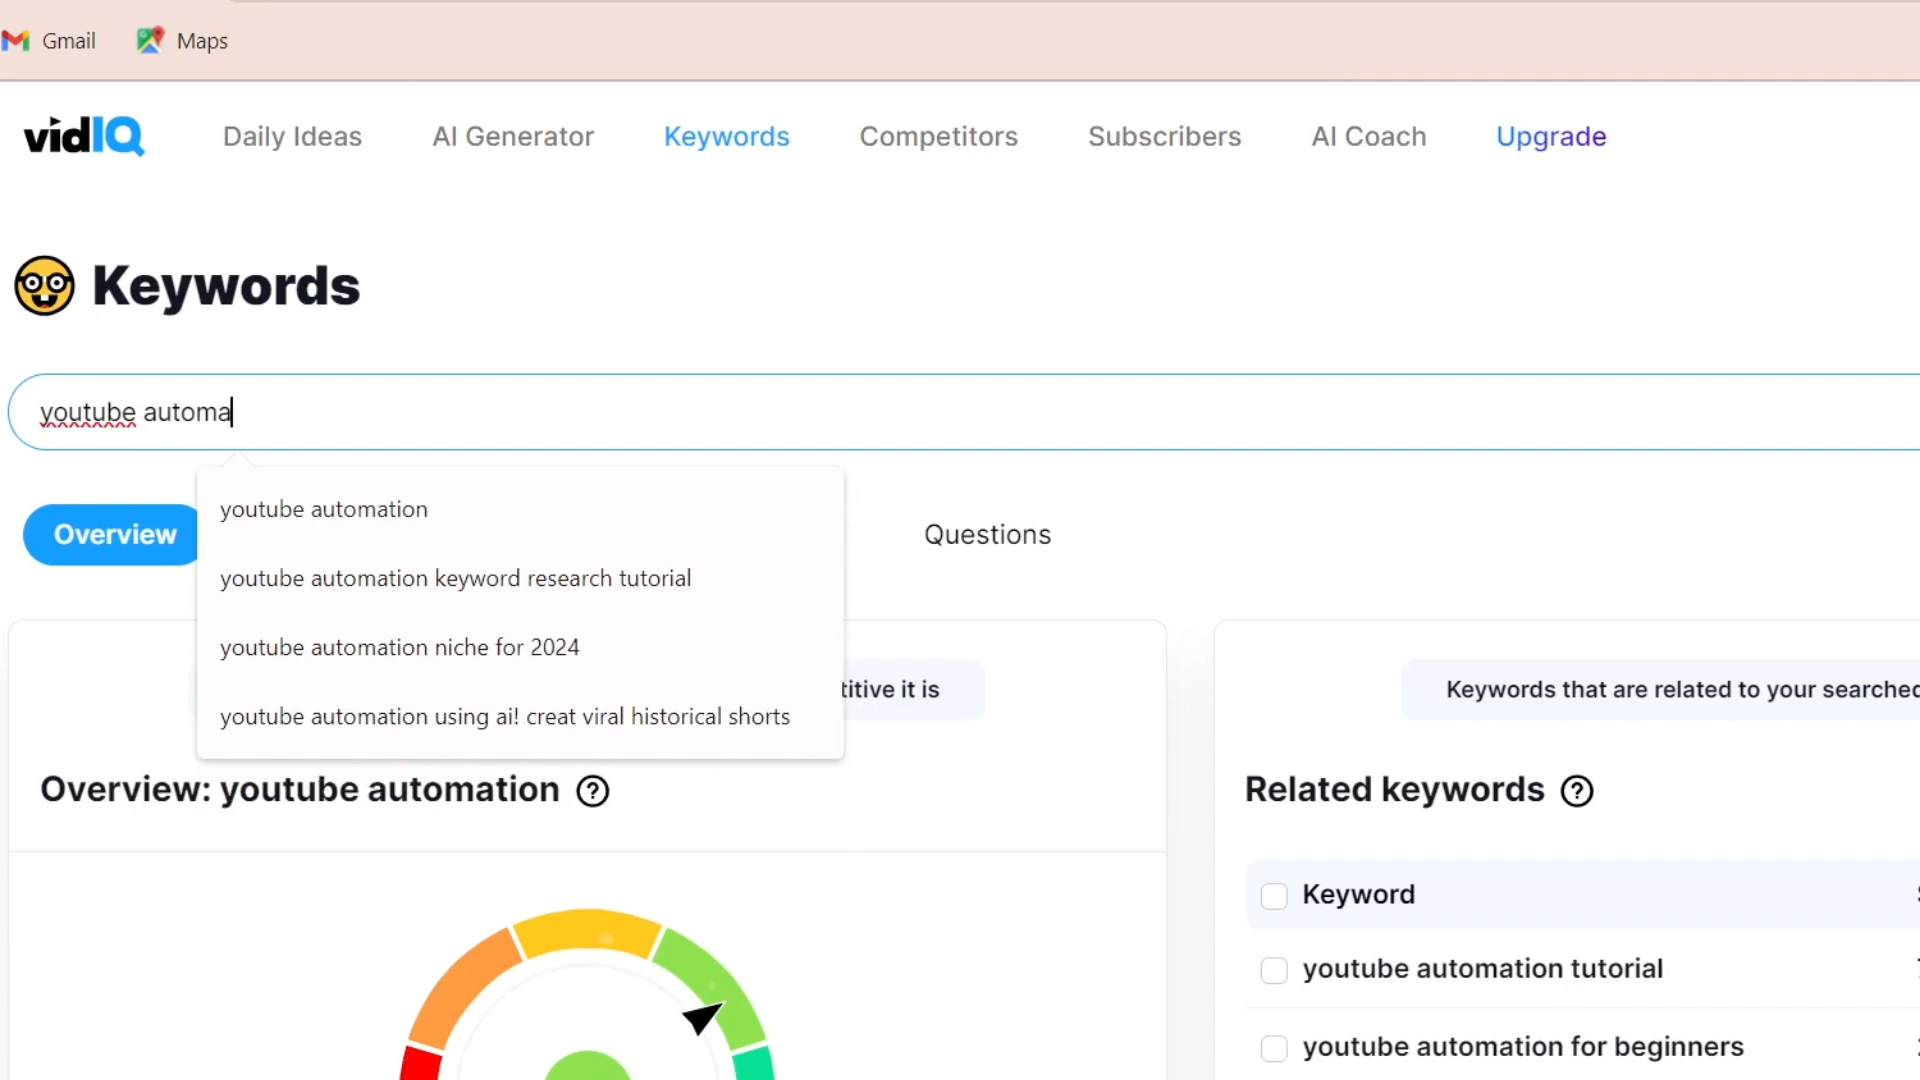 Gmail Maps
vidIQ Daily Ideas AI Generator Keywords Competitors Subscribers AI Coach Upgrade
Keywords
youtube automa
youtube automation
youtube automation keyword research tutorial
youtube automation niche for 2024
youtube automation using ai! creat viral historical shorts
Overview Questions
titive it is
Keywords that are related to your searched
Overview: youtube automation ?
Related keywords ?
Keyword
youtube automation tutorial
youtube automation for beginners